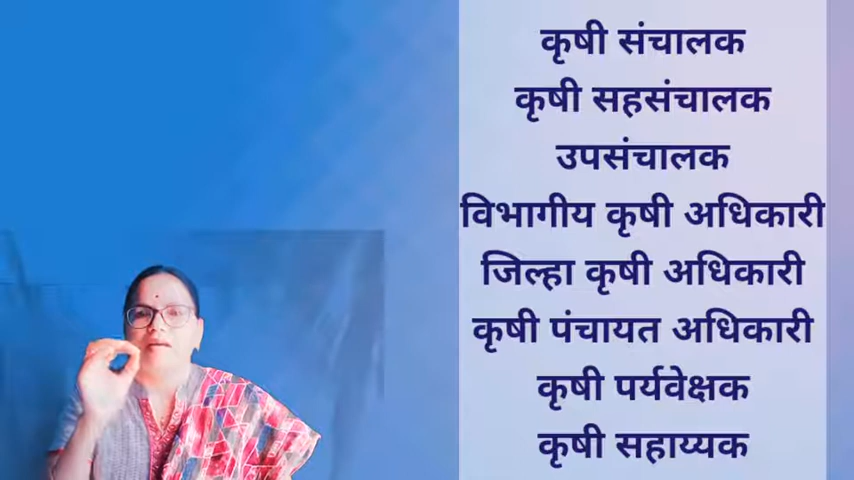 कृषी संचालक
कृषी सहसंचालक
उपसंचालक
विभागीय कृषी अधिकारी
जिल्हा कृषी अधिकारी
कृषी पंचायत अधिकारी
कृषी पर्यवेक्षक
कृषी सहाय्यक